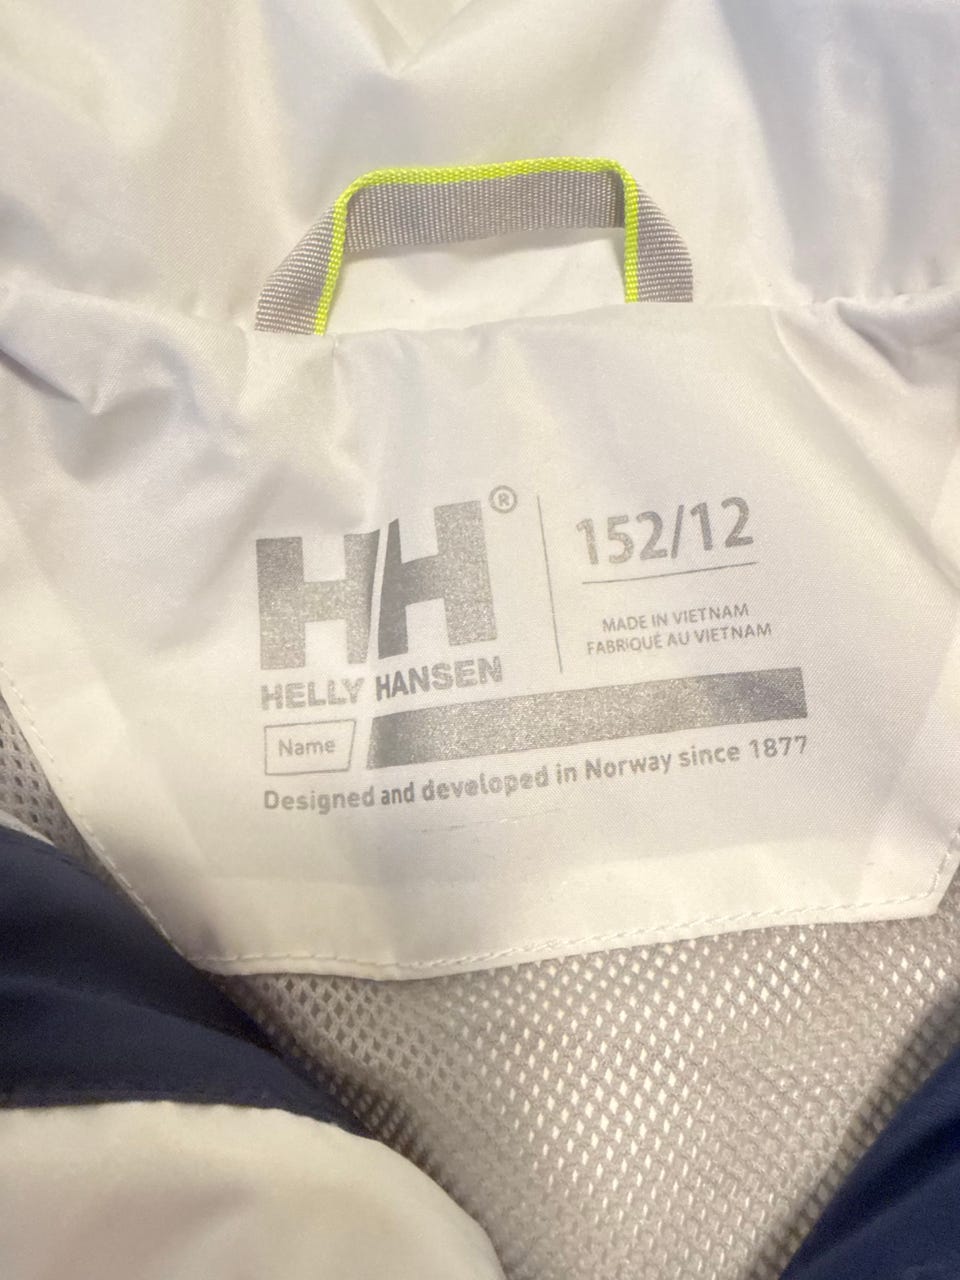 HH®
HELLY HANSEN
152/12
MADE IN VIETNAM
FABRIQUÉ AU VIETNAM
Name
Designed and developed in Norway since 1877